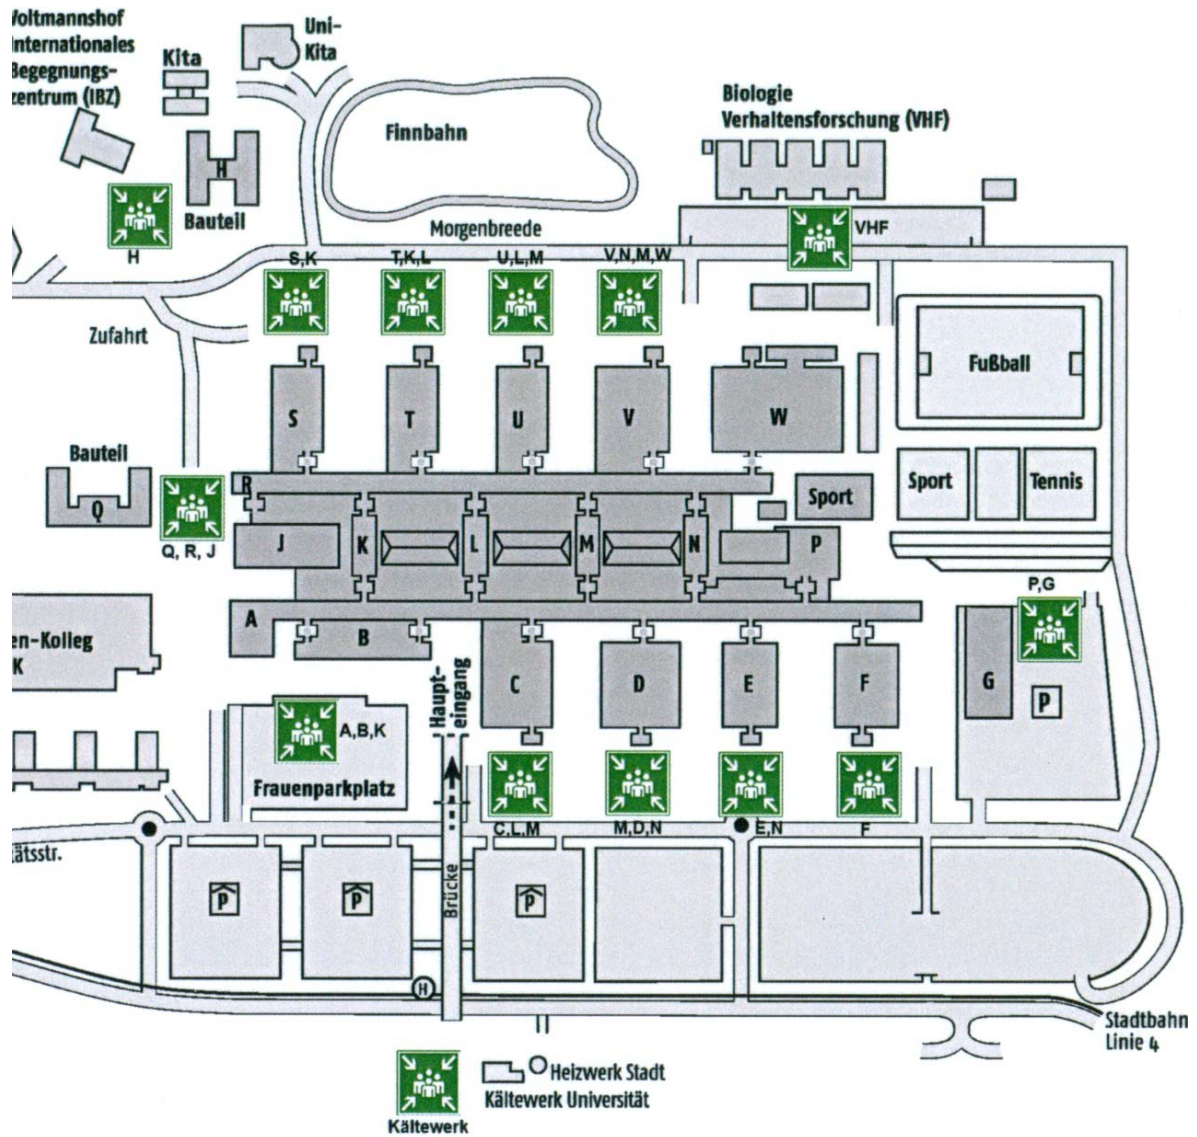 Voltmannshof
Internationales
Begegnungs-
zentrum (IBZ)
Kita
Uni-
Kita
Finnbahn
Biologie
Verhaltensforschung (VHF)
H
Bauteil
H
Morgenbreede
VHF
S,K
T,K,L
U,L,M
V,N,M,W
Zufahrt
Fußball
S
T
U
V
W
Bauteil
Q
Q, R, J
R
Sport
Sport
Tennis
J
K
L
M
N
P
P,G
A
B
en-Kolleg
K
C
D
E
F
G
P
Haupt-
eingang
A,B,K
Frauenparkplatz
C,L,M
M,D,N
E,N
F
ätsstr.
P
P
Brücke
P
H
Stadtbahn
Linie 4
Heizwerk Stadt
Kältewerk Universität
Kältewerk